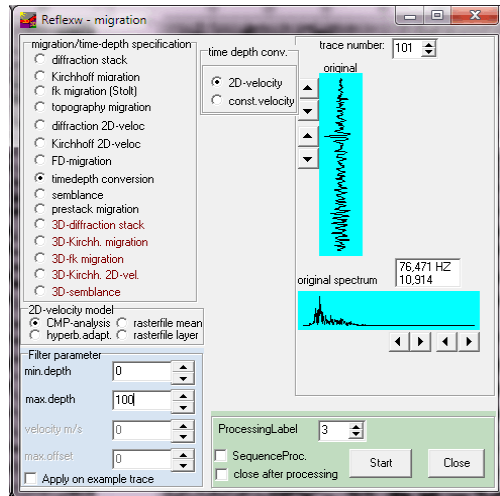 Reflexw - migration
migration/time-depth specification
diffraction stack
Kirchhoff migration
fk migration (Stolt)
topography migration
diffraction 2D-veloc
Kirchhoff 2D-veloc
FD-migration
timedepth conversion
semblance
prestack migration
3D-diffraction stack
3D-Kirchh. migration
3D-fk migration
3D-Kirchh. 2D-vel.
3D-semblance
time depth conv.
2D-velocity
const.velocity
trace number: 101
original
76,471 HZ
original spectrum 10,914
2D-velocity model
CMP-analysis rasterfile mean
hyperb.adapt. rasterfile layer
Filter parameter
min.depth 0
max.depth 100
velocity m/s 0
max.offset 0
Apply on example trace
ProcessingLabel 3
SequenceProc.
close after processing
Start Close